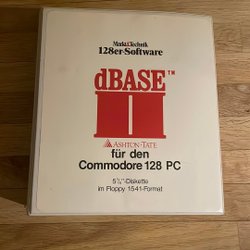 Markt&Technik
128er-Software
dBASE™
II
ASHTON·TATE
für den
Commodore 128 PC
5¼"-Diskette
im Floppy 1541-Format